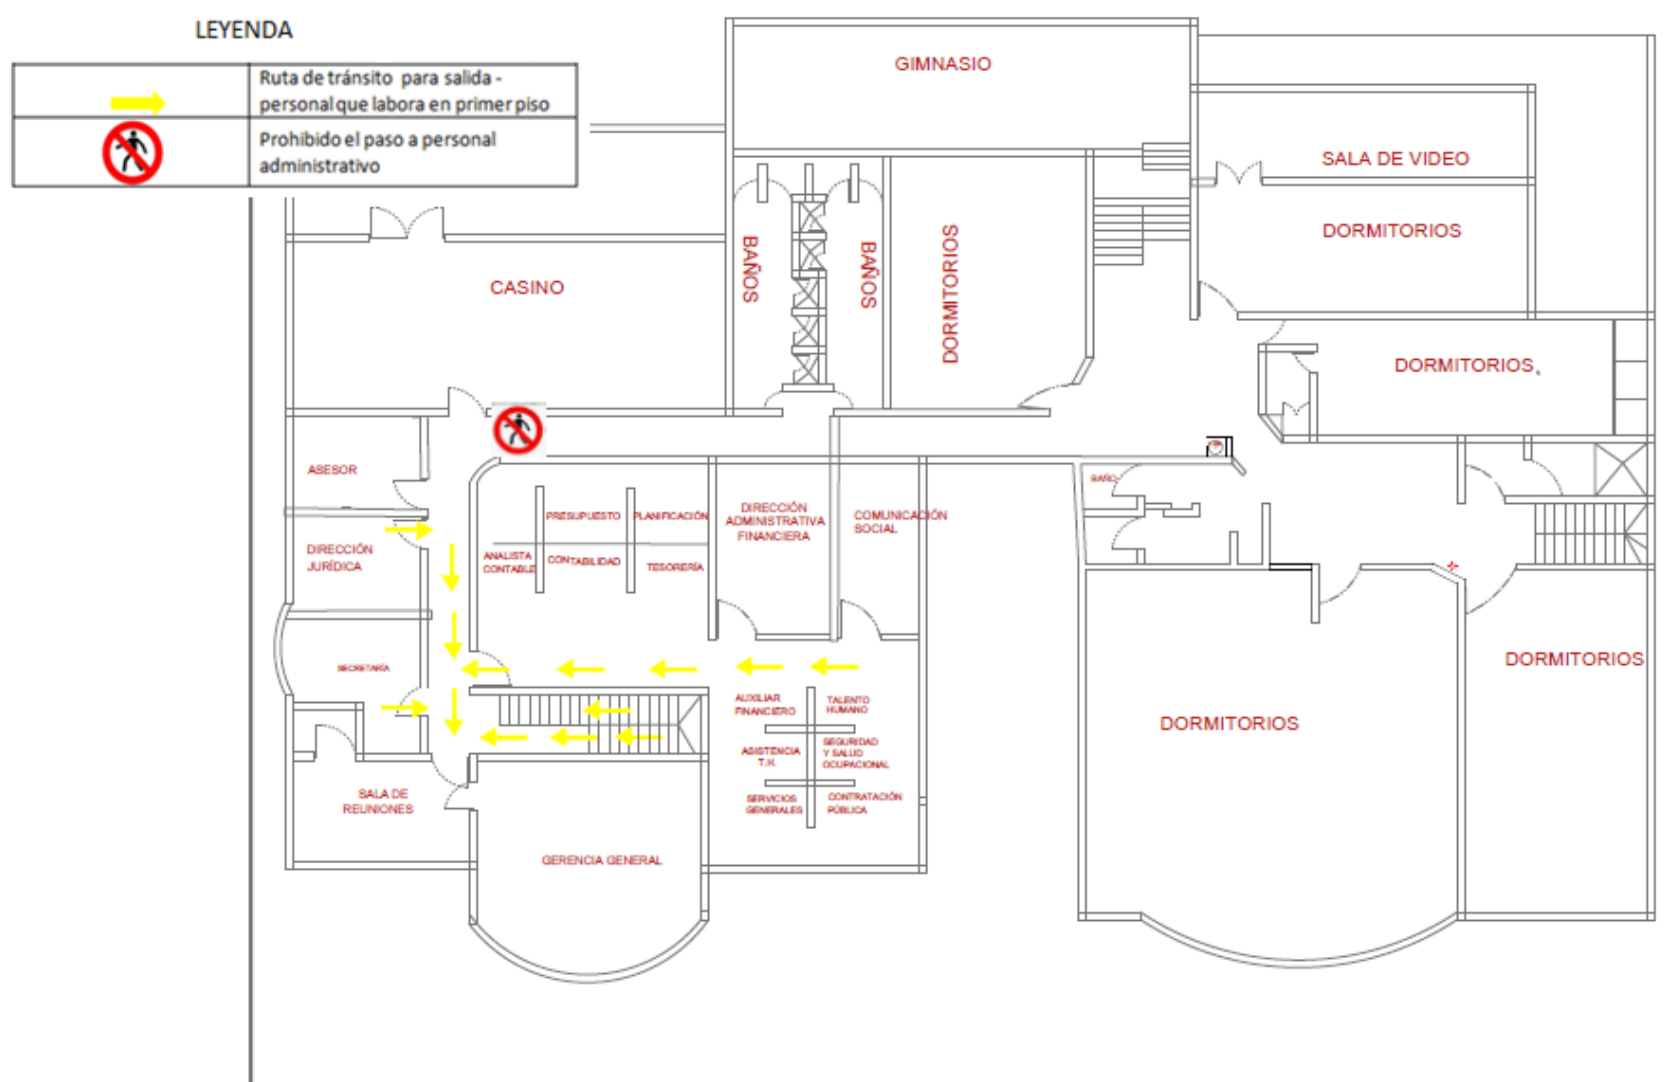 LEYENDA
Ruta de tránsito para salida -
personal que labora en primer piso
Prohibido el paso a personal
administrativo
GIMNASIO
SALA DE VIDEO
DORMITORIOS
BAÑOS
BAÑOS
DORMITORIOS
CASINO
DORMITORIOS
ASESOR
BAÑO
DIRECCIÓN
ADMINISTRATIVA
FINANCIERA
COMUNICACIÓN
SOCIAL
PRESUPUESTO
PLANIFICACIÓN
DIRECCIÓN
JURÍDICA
ANALISTA
CONTABLE
CONTABILIDAD
TESORERÍA
SECRETARÍA
DORMITORIOS
AUXILIAR
FINANCIERO
TALENTO
HUMANO
DORMITORIOS
ASISTENCIA
T.H.
SEGURIDAD
Y SALUD
OCUPACIONAL
SALA DE
REUNIONES
SERVICIOS
GENERALES
CONTRATACIÓN
PÚBLICA
GERENCIA GENERAL